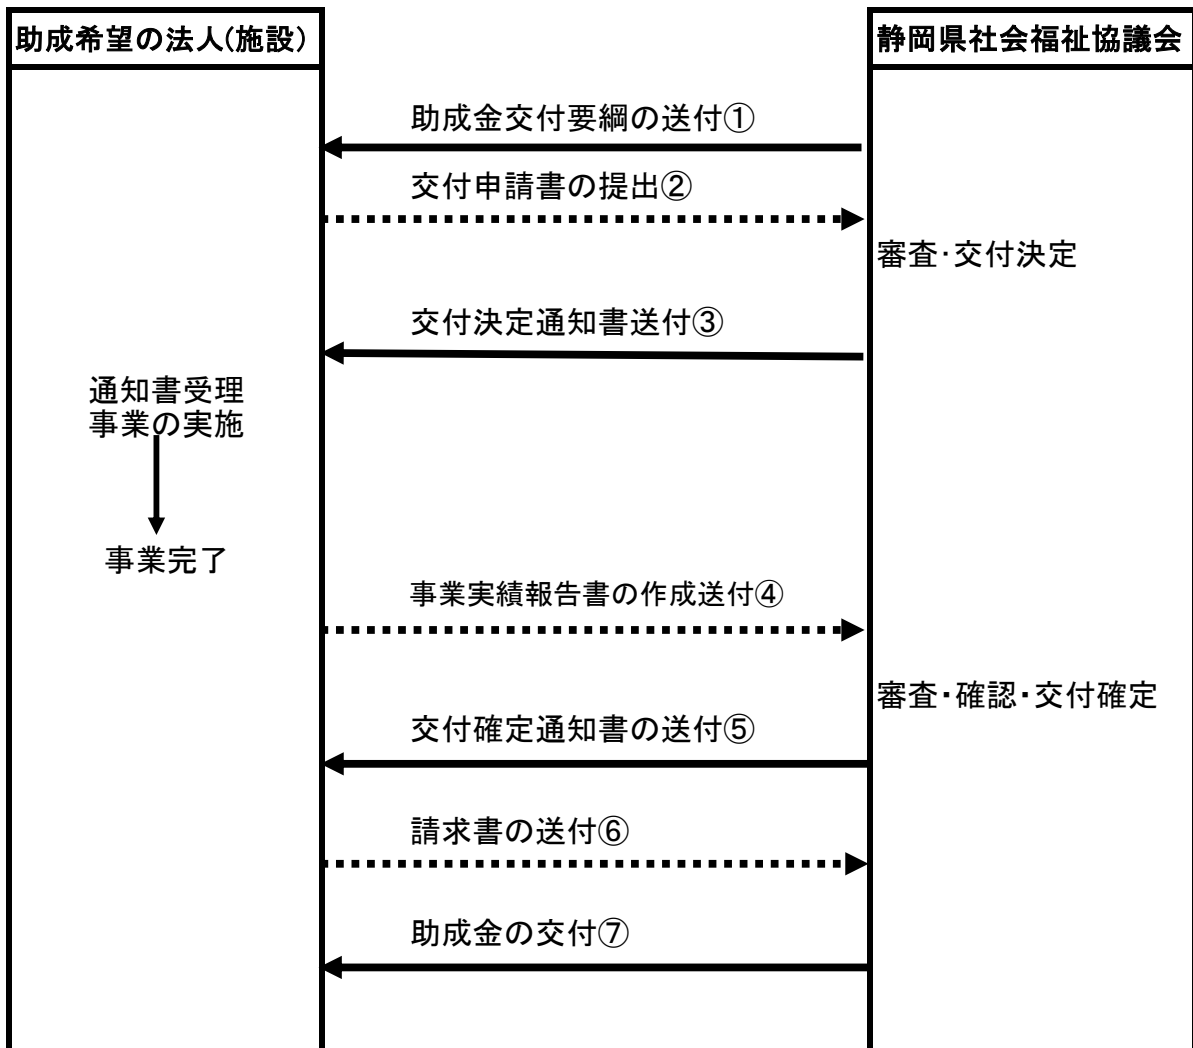 助成希望の法人(施設)
静岡県社会福祉協議会
助成金交付要綱の送付①
交付申請書の提出②
審査・交付決定
交付決定通知書送付③
通知書受理
事業の実施
事業完了
事業実績報告書の作成送付④
審査・確認・交付確定
交付確定通知書の送付⑤
請求書の送付⑥
助成金の交付⑦